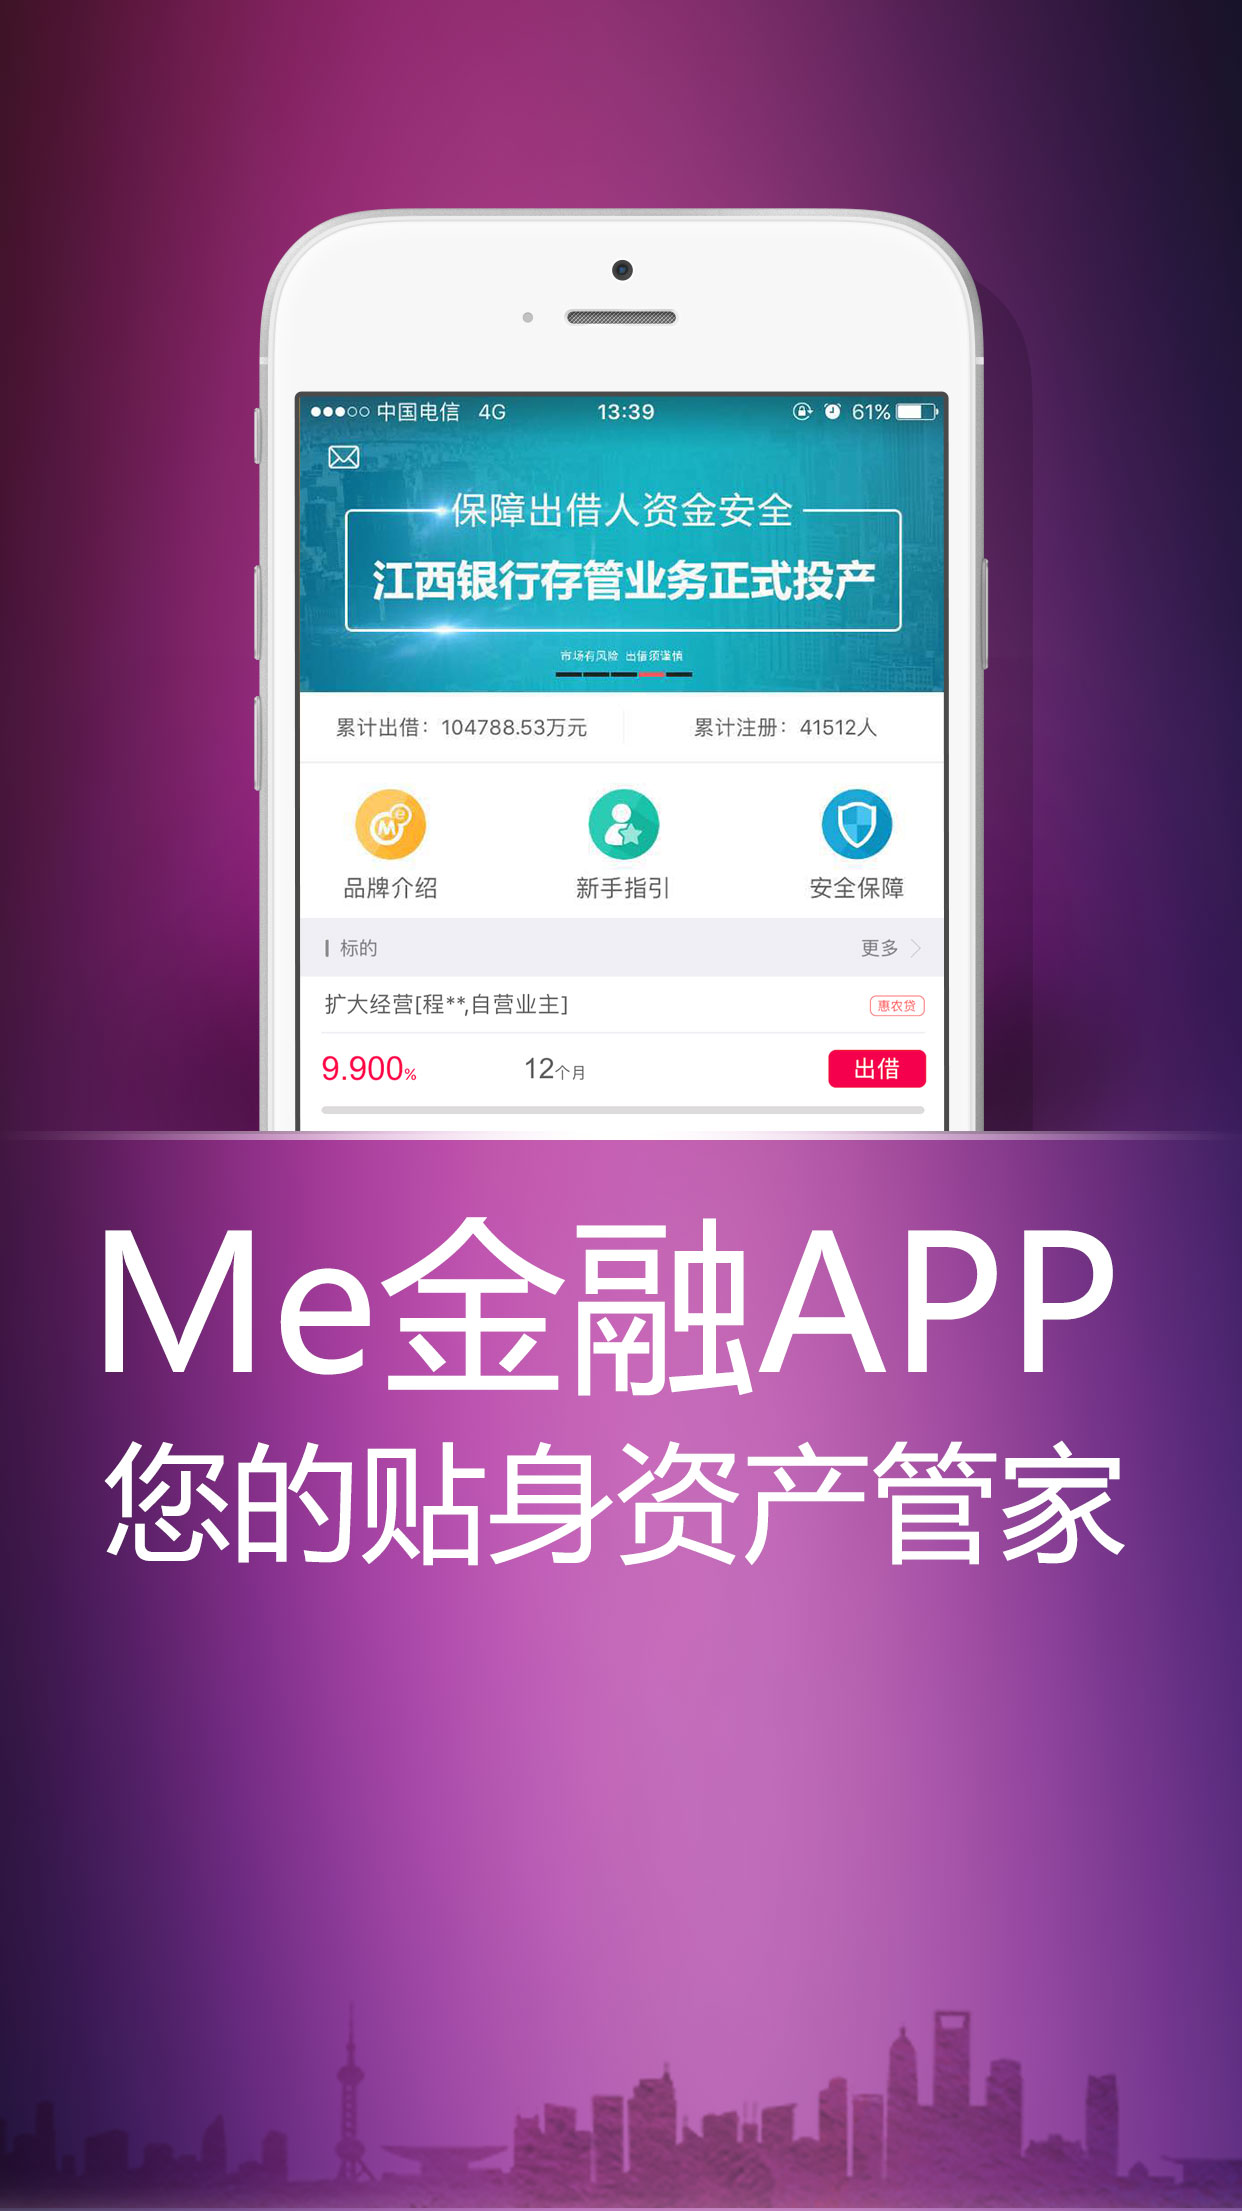 中国电信 4G 13:39 61%
保障出借人资金安全
江西银行存管业务正式投产
市场有风险 出借须谨慎
累计出借：104788.53万元 累计注册：41512人
Me
品牌介绍 新手指引 安全保障
标的 更多
扩大经营[程**,自营业主] 惠农贷
9.900% 12个月 出借
Me金融APP
您的贴身资产管家